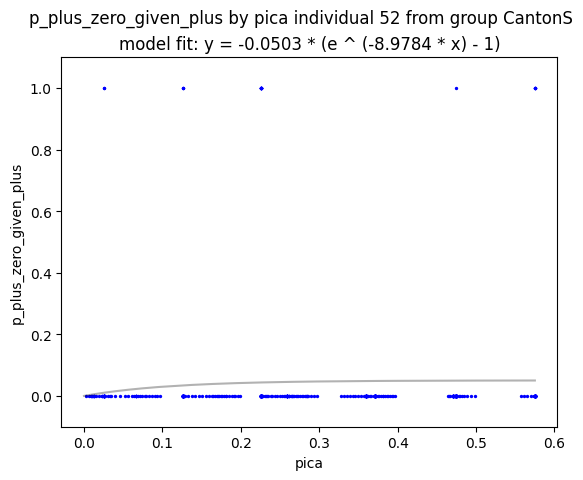 p_plus_zero_given_plus by pica individual 52 from group CantonS
model fit: y = -0.0503 * (e ^ (-8.9784 * x) - 1)
1.0
0.8
0.6
0.4
0.2
0.0
p_plus_zero_given_plus
0.0 0.1 0.2 0.3 0.4 0.5 0.6
pica